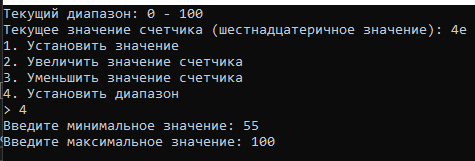 Текущий диапазон: 0 - 100
Текущее значение счетчика (шестнадцатеричное значение): 4e
1. Установить значение
2. Увеличить значение счетчика
3. Уменьшить значение счетчика
4. Установить диапазон
> 4
Введите минимальное значение: 55
Введите максимальное значение: 100